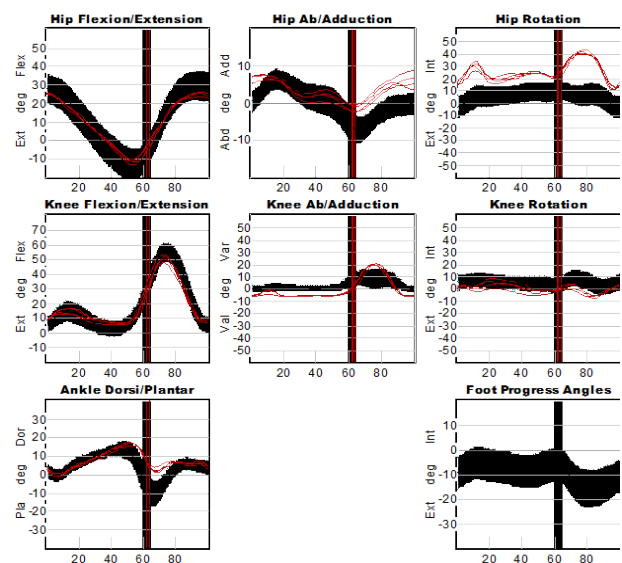 Hip Flexion/Extension
Hip Ab/Adduction
Hip Rotation
Ext deg Flex
50
40
30
20
10
0
-10
20 40 60 80
Abd deg Add
10
0
-10
0 20 40 60 80
Ext deg Int
50
40
30
20
10
0
-10
-20
-30
-40
-50
20 40 60 80
Knee Flexion/Extension
Knee Ab/Adduction
Knee Rotation
Ext deg Flex
70
60
50
40
30
20
10
0
-10
20 40 60 80
Val deg Var
50
40
30
20
10
0
-10
-20
-30
-40
-50
0 20 40 60 80
Ext deg Int
50
40
30
20
10
0
-10
-20
-30
-40
-50
20 40 60 80
Ankle Dorsi/Plantar
Foot Progress Angles
Pla deg Dor
30
20
10
0
-10
-20
-30
20 40 60 80
Ext deg Int
10
0
-10
-20
-30
20 40 60 80